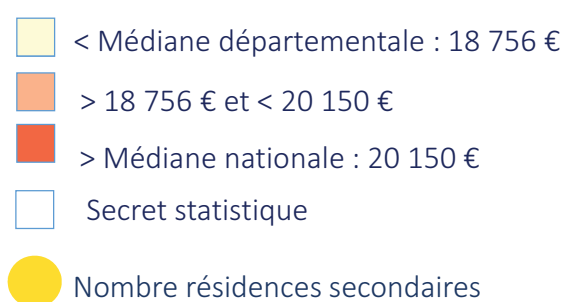 < Médiane départementale : 18 756 €
> 18 756 € et < 20 150 €
> Médiane nationale : 20 150 €
Secret statistique
Nombre résidences secondaires